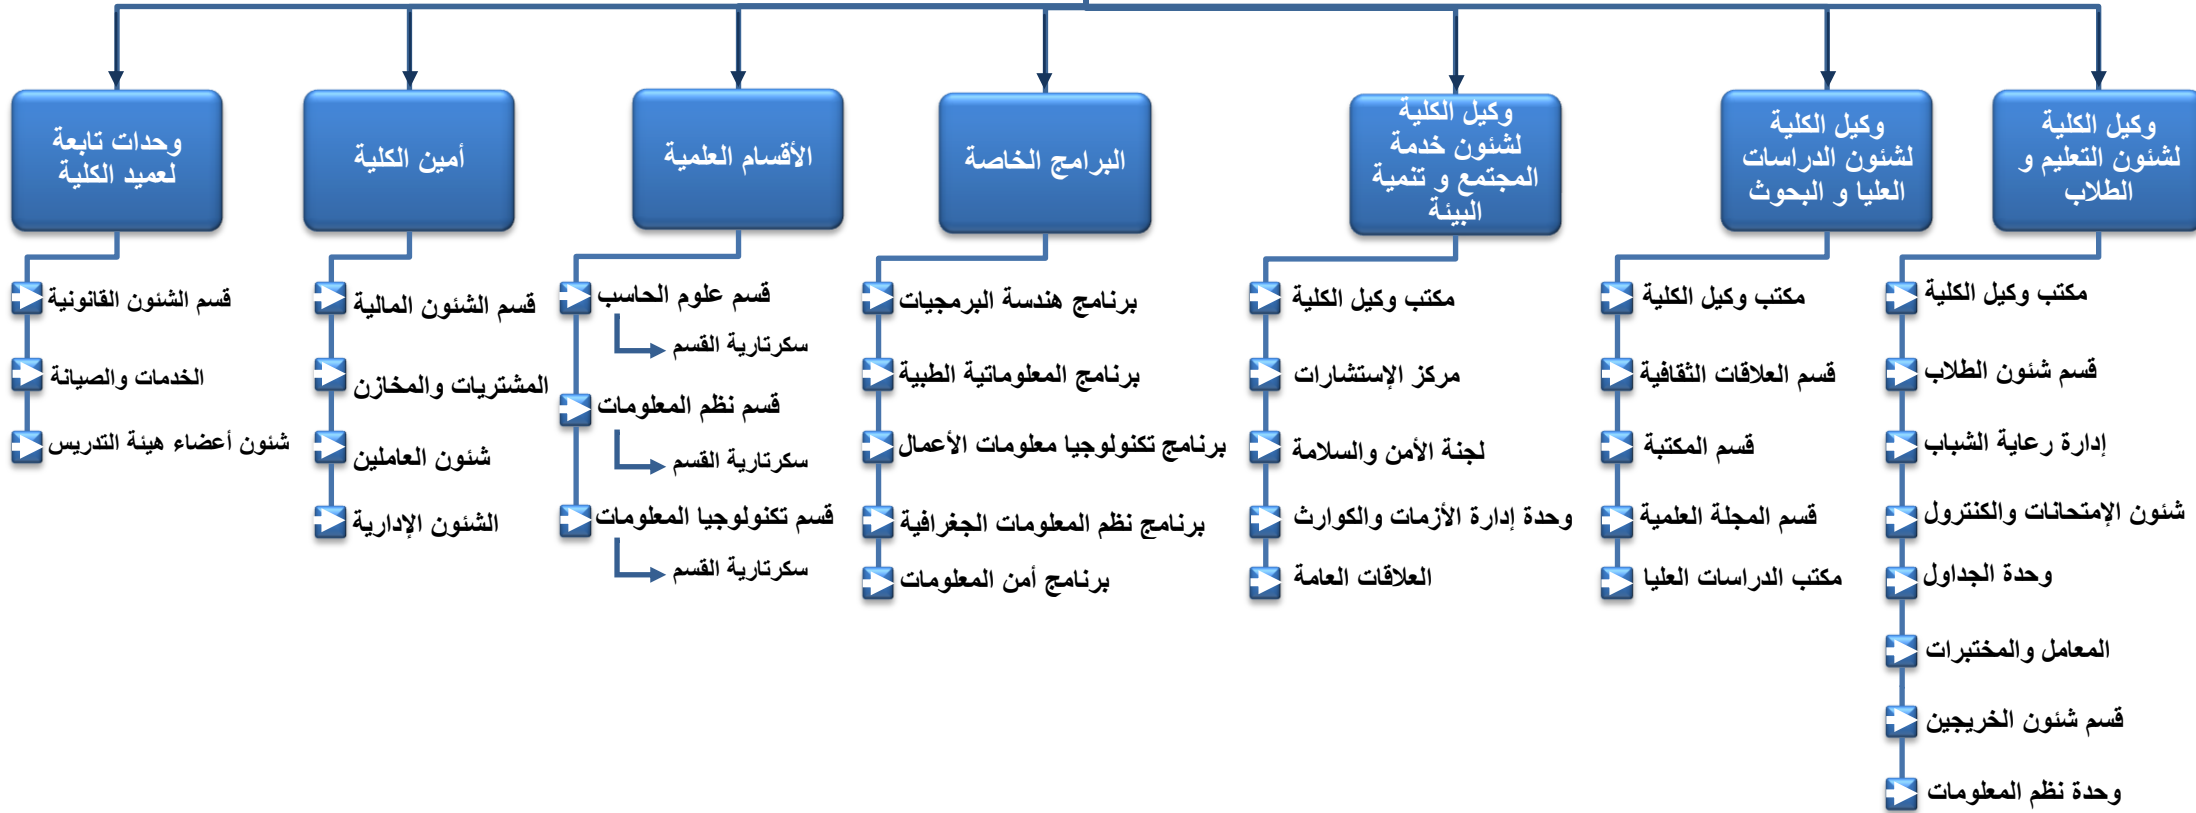 وكيل الكلية
لشئون التعليم و
الطلاب
مكتب وكيل الكلية
قسم شئون الطلاب
إدارة رعاية الشباب
شئون الإمتحانات والكنترول
وحدة الجداول
المعامل والمختبرات
قسم شئون الخريجين
وحدة نظم المعلومات
وكيل الكلية
لشئون الدراسات
العليا و البحوث
مكتب وكيل الكلية
قسم العلاقات الثقافية
قسم المكتبة
قسم المجلة العلمية
مكتب الدراسات العليا
وكيل الكلية
لشئون خدمة
المجتمع و تنمية
البيئة
مكتب وكيل الكلية
مركز الإستشارات
لجنة الأمن والسلامة
وحدة إدارة الأزمات والكوارث
العلاقات العامة
البرامج الخاصة
برنامج هندسة البرمجيات
برنامج المعلوماتية الطبية
برنامج تكنولوجيا معلومات الأعمال
برنامج نظم المعلومات الجغرافية
برنامج أمن المعلومات
الأقسام العلمية
قسم علوم الحاسب
سكرتارية القسم
قسم نظم المعلومات
سكرتارية القسم
قسم تكنولوجيا المعلومات
سكرتارية القسم
أمين الكلية
قسم الشئون المالية
المشتريات والمخازن
شئون العاملين
الشئون الإدارية
وحدات تابعة
لعميد الكلية
قسم الشئون القانونية
الخدمات والصيانة
شئون أعضاء هيئة التدريس